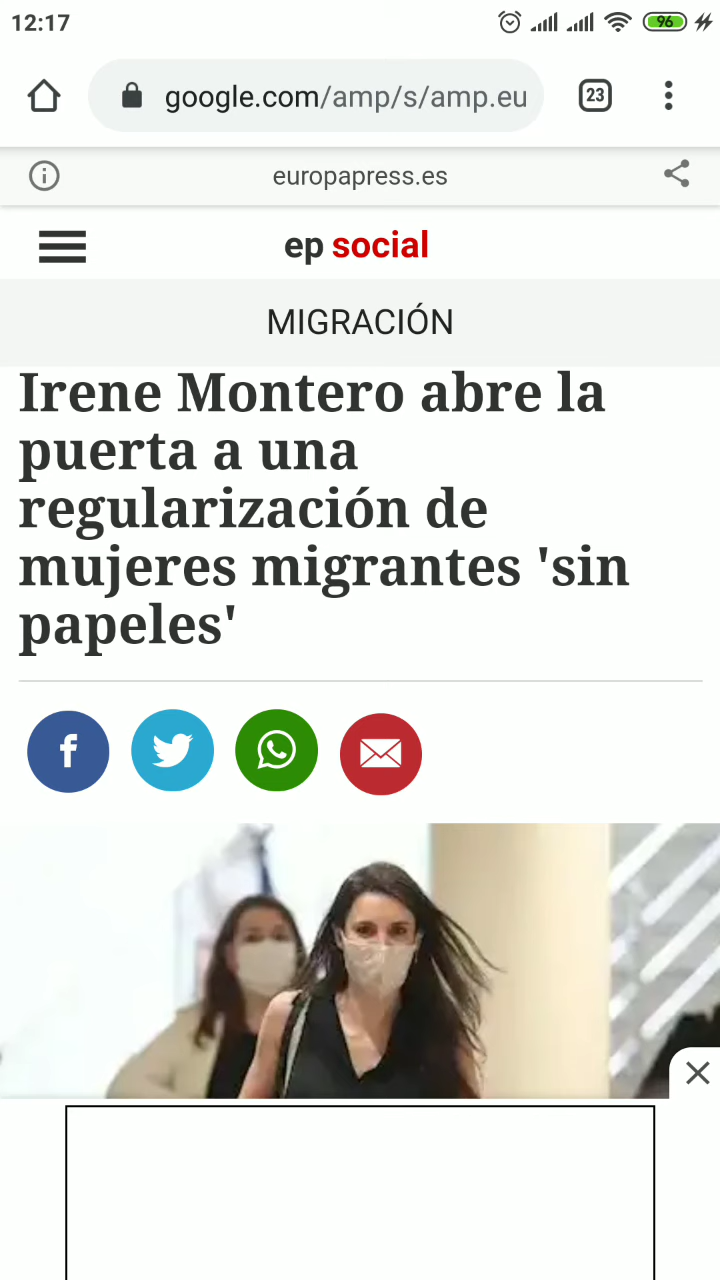 12:17
96
google.com/amp/s/amp.eu
23
europapress.es
ep social
MIGRACIÓN
Irene Montero abre la
puerta a una
regularización de
mujeres migrantes 'sin
papeles'